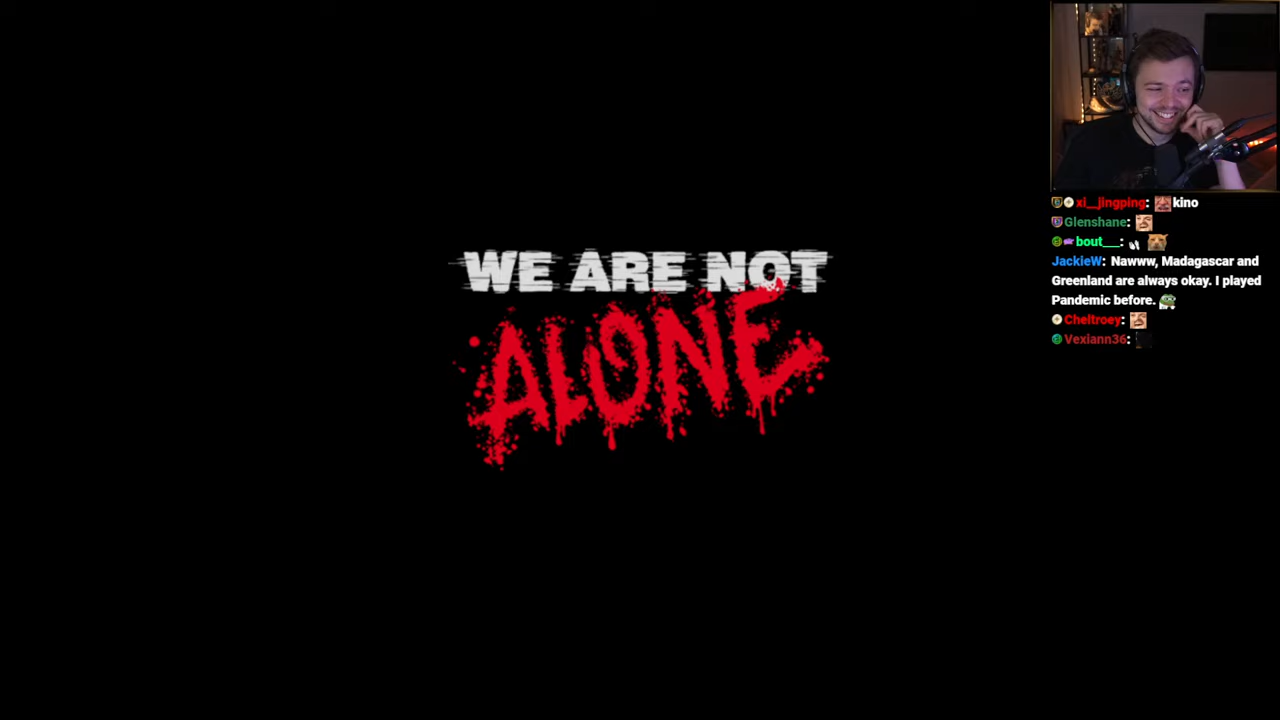 WE ARE NOT
ALONE
xi__jingping: kino
Glenshane:
bout___:
JackieW: Nawww, Madagascar and
Greenland are always okay. I played
Pandemic before.
Cheltroey:
Vexiann36: